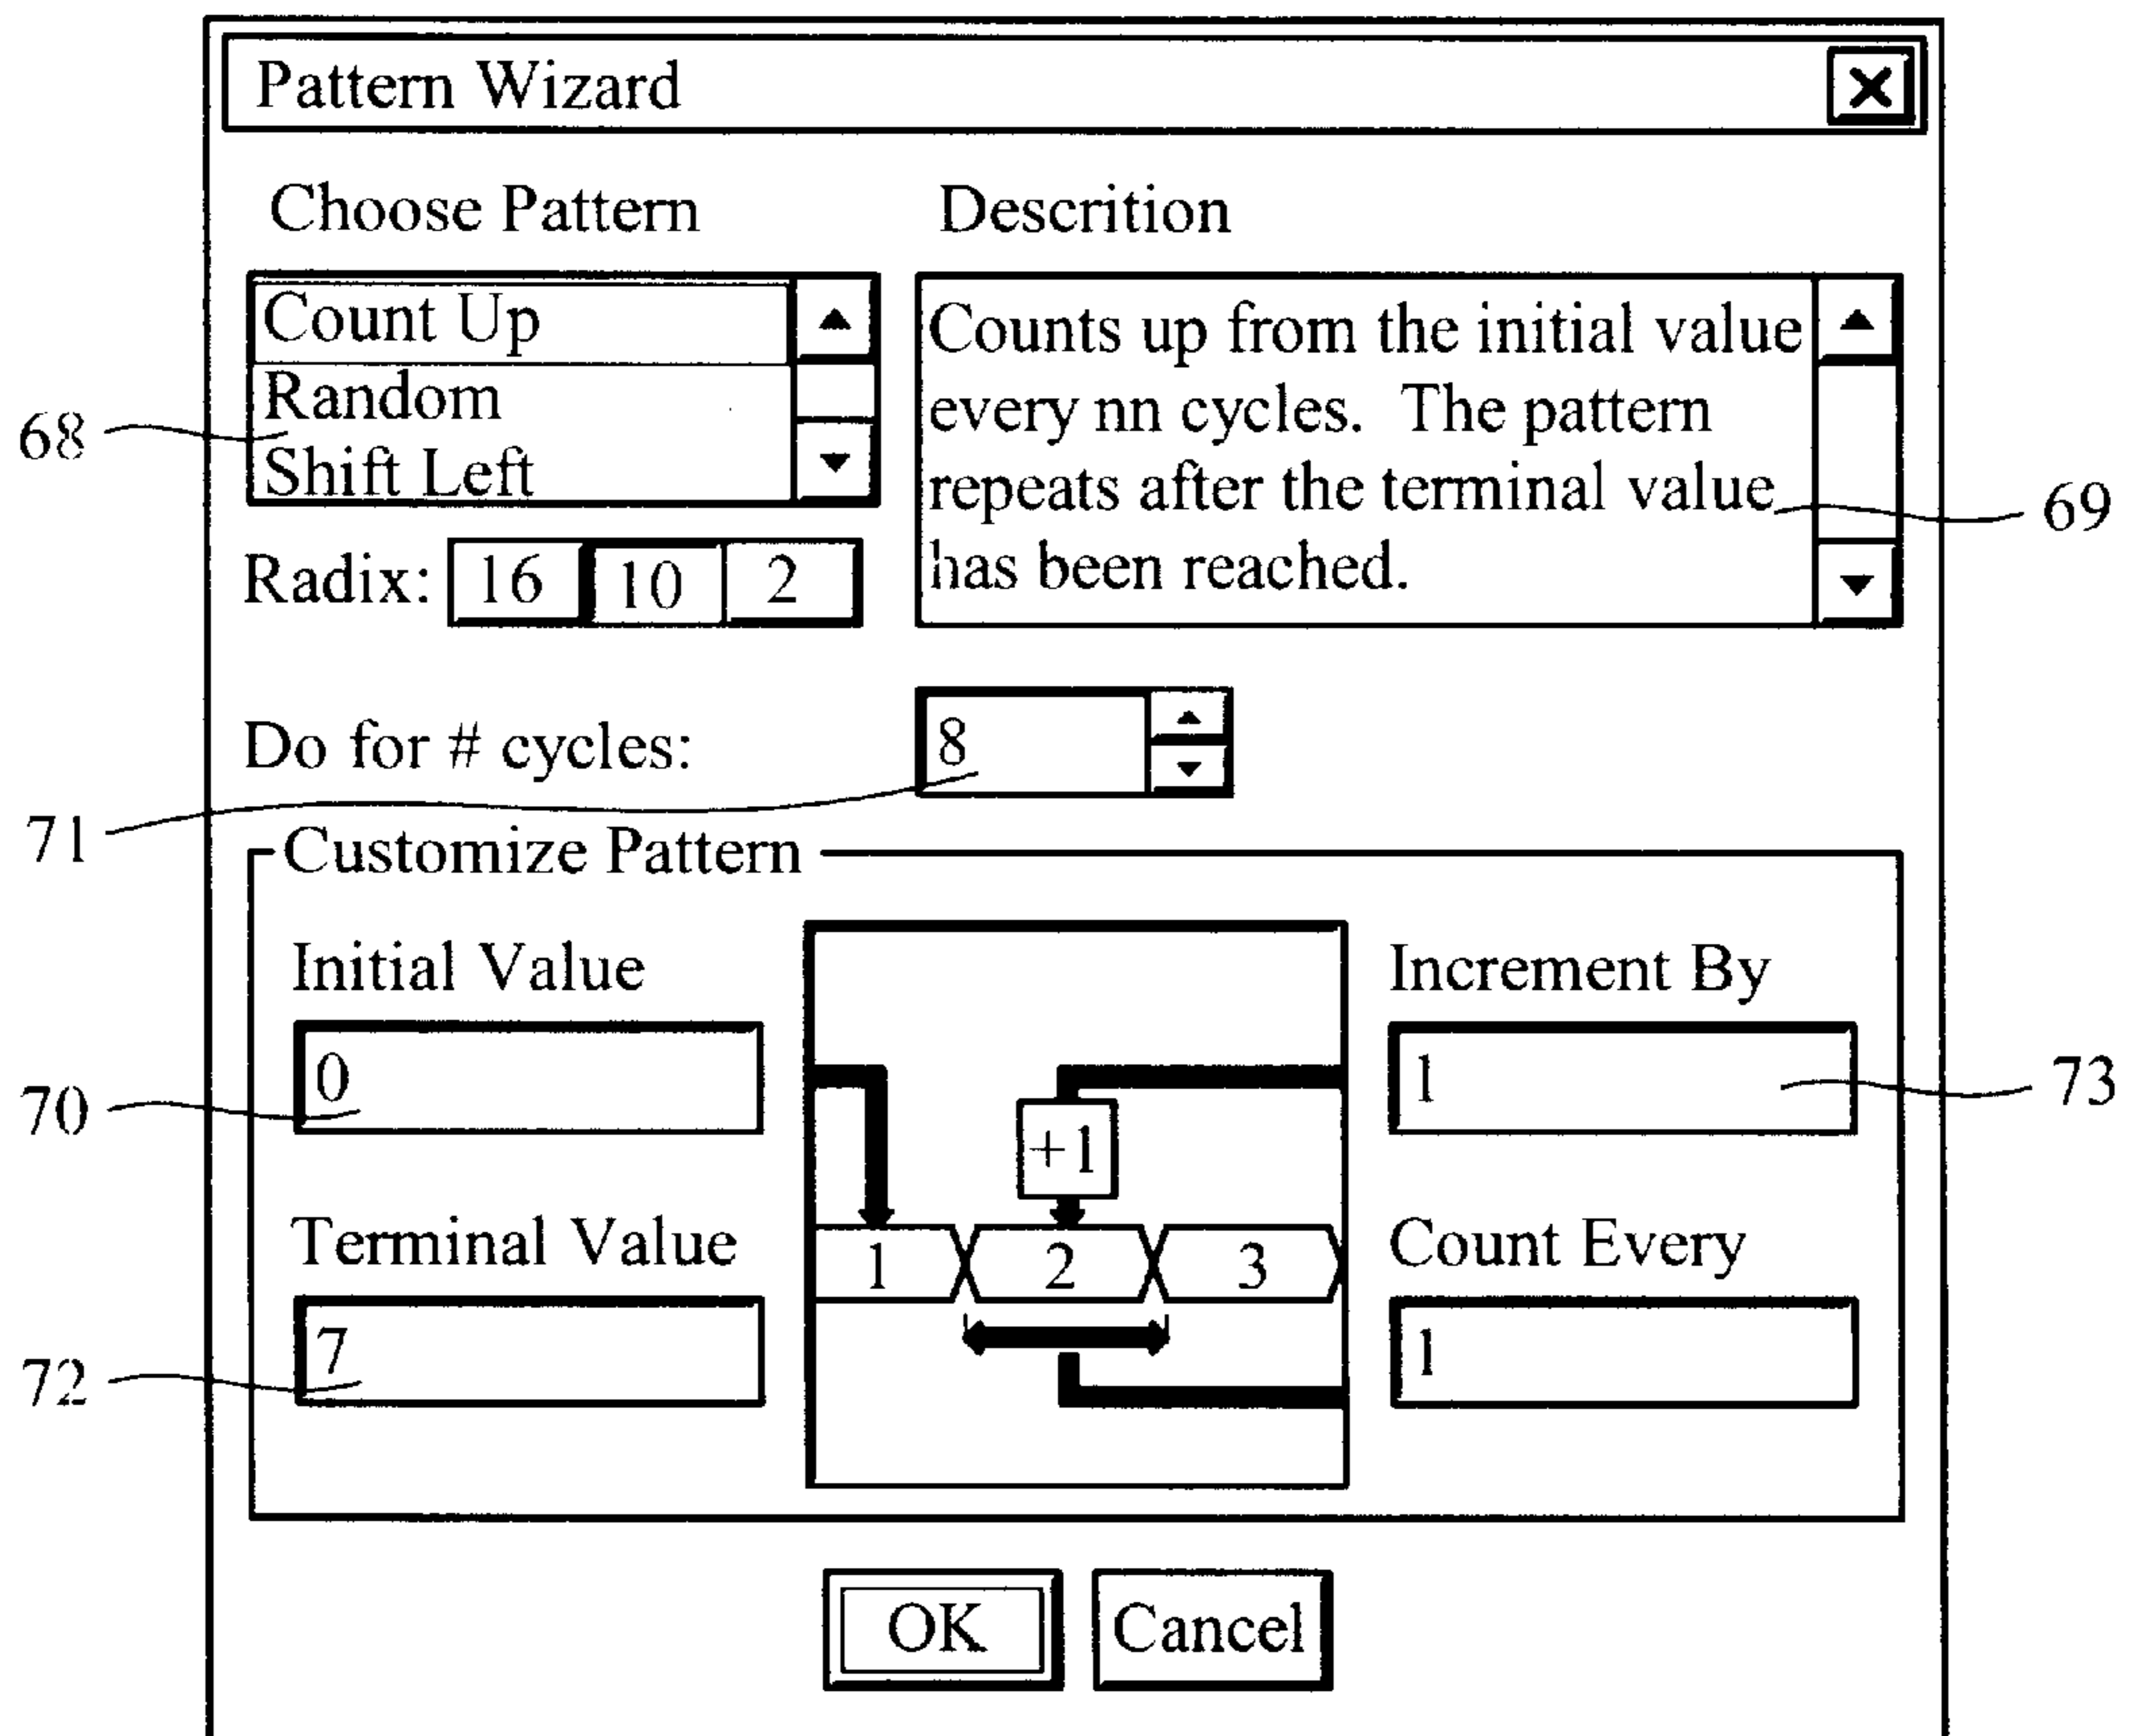 Pattern Wizard
Choose Pattern
Descrition
Count Up
Random
Shift Left
Counts up from the initial value
every nn cycles. The pattern
repeats after the terminal value
has been reached.
68
69
Radix: 16 10 2
Do for # cycles: 8
71
Customize Pattern
Initial Value
Increment By
0
1
70
73
+1
Terminal Value
1 2 3
Count Every
7
1
72
OK
Cancel